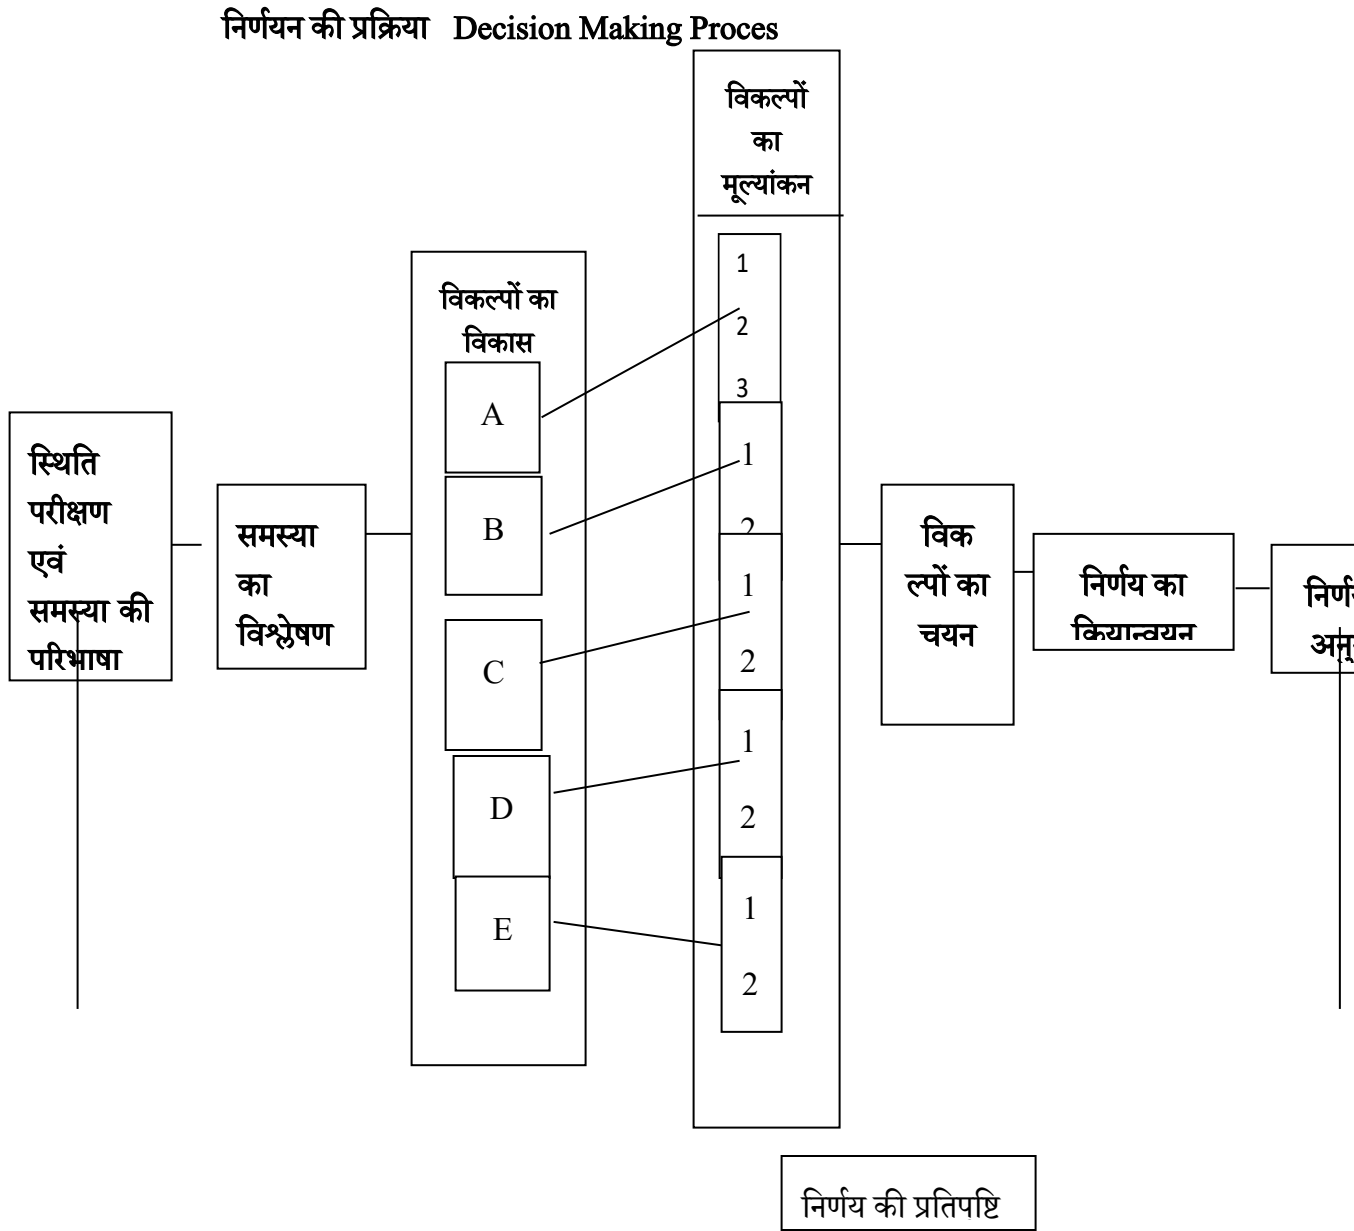 निर्णयन की प्रक्रिया Decision Making Proces
स्थिति
परीक्षण
एवं
समस्या की
परिभाषा
समस्या
का
विश्लेषण
विकल्पों का
विकास
A
B
C
D
E
विकल्पों
का
मूल्यांकन
1
2
3
1
2
1
2
1
2
1
2
विक
ल्पों का
चयन
निर्णय का
क्रियान्वयन
निर्णय की प्रतिपष्टि